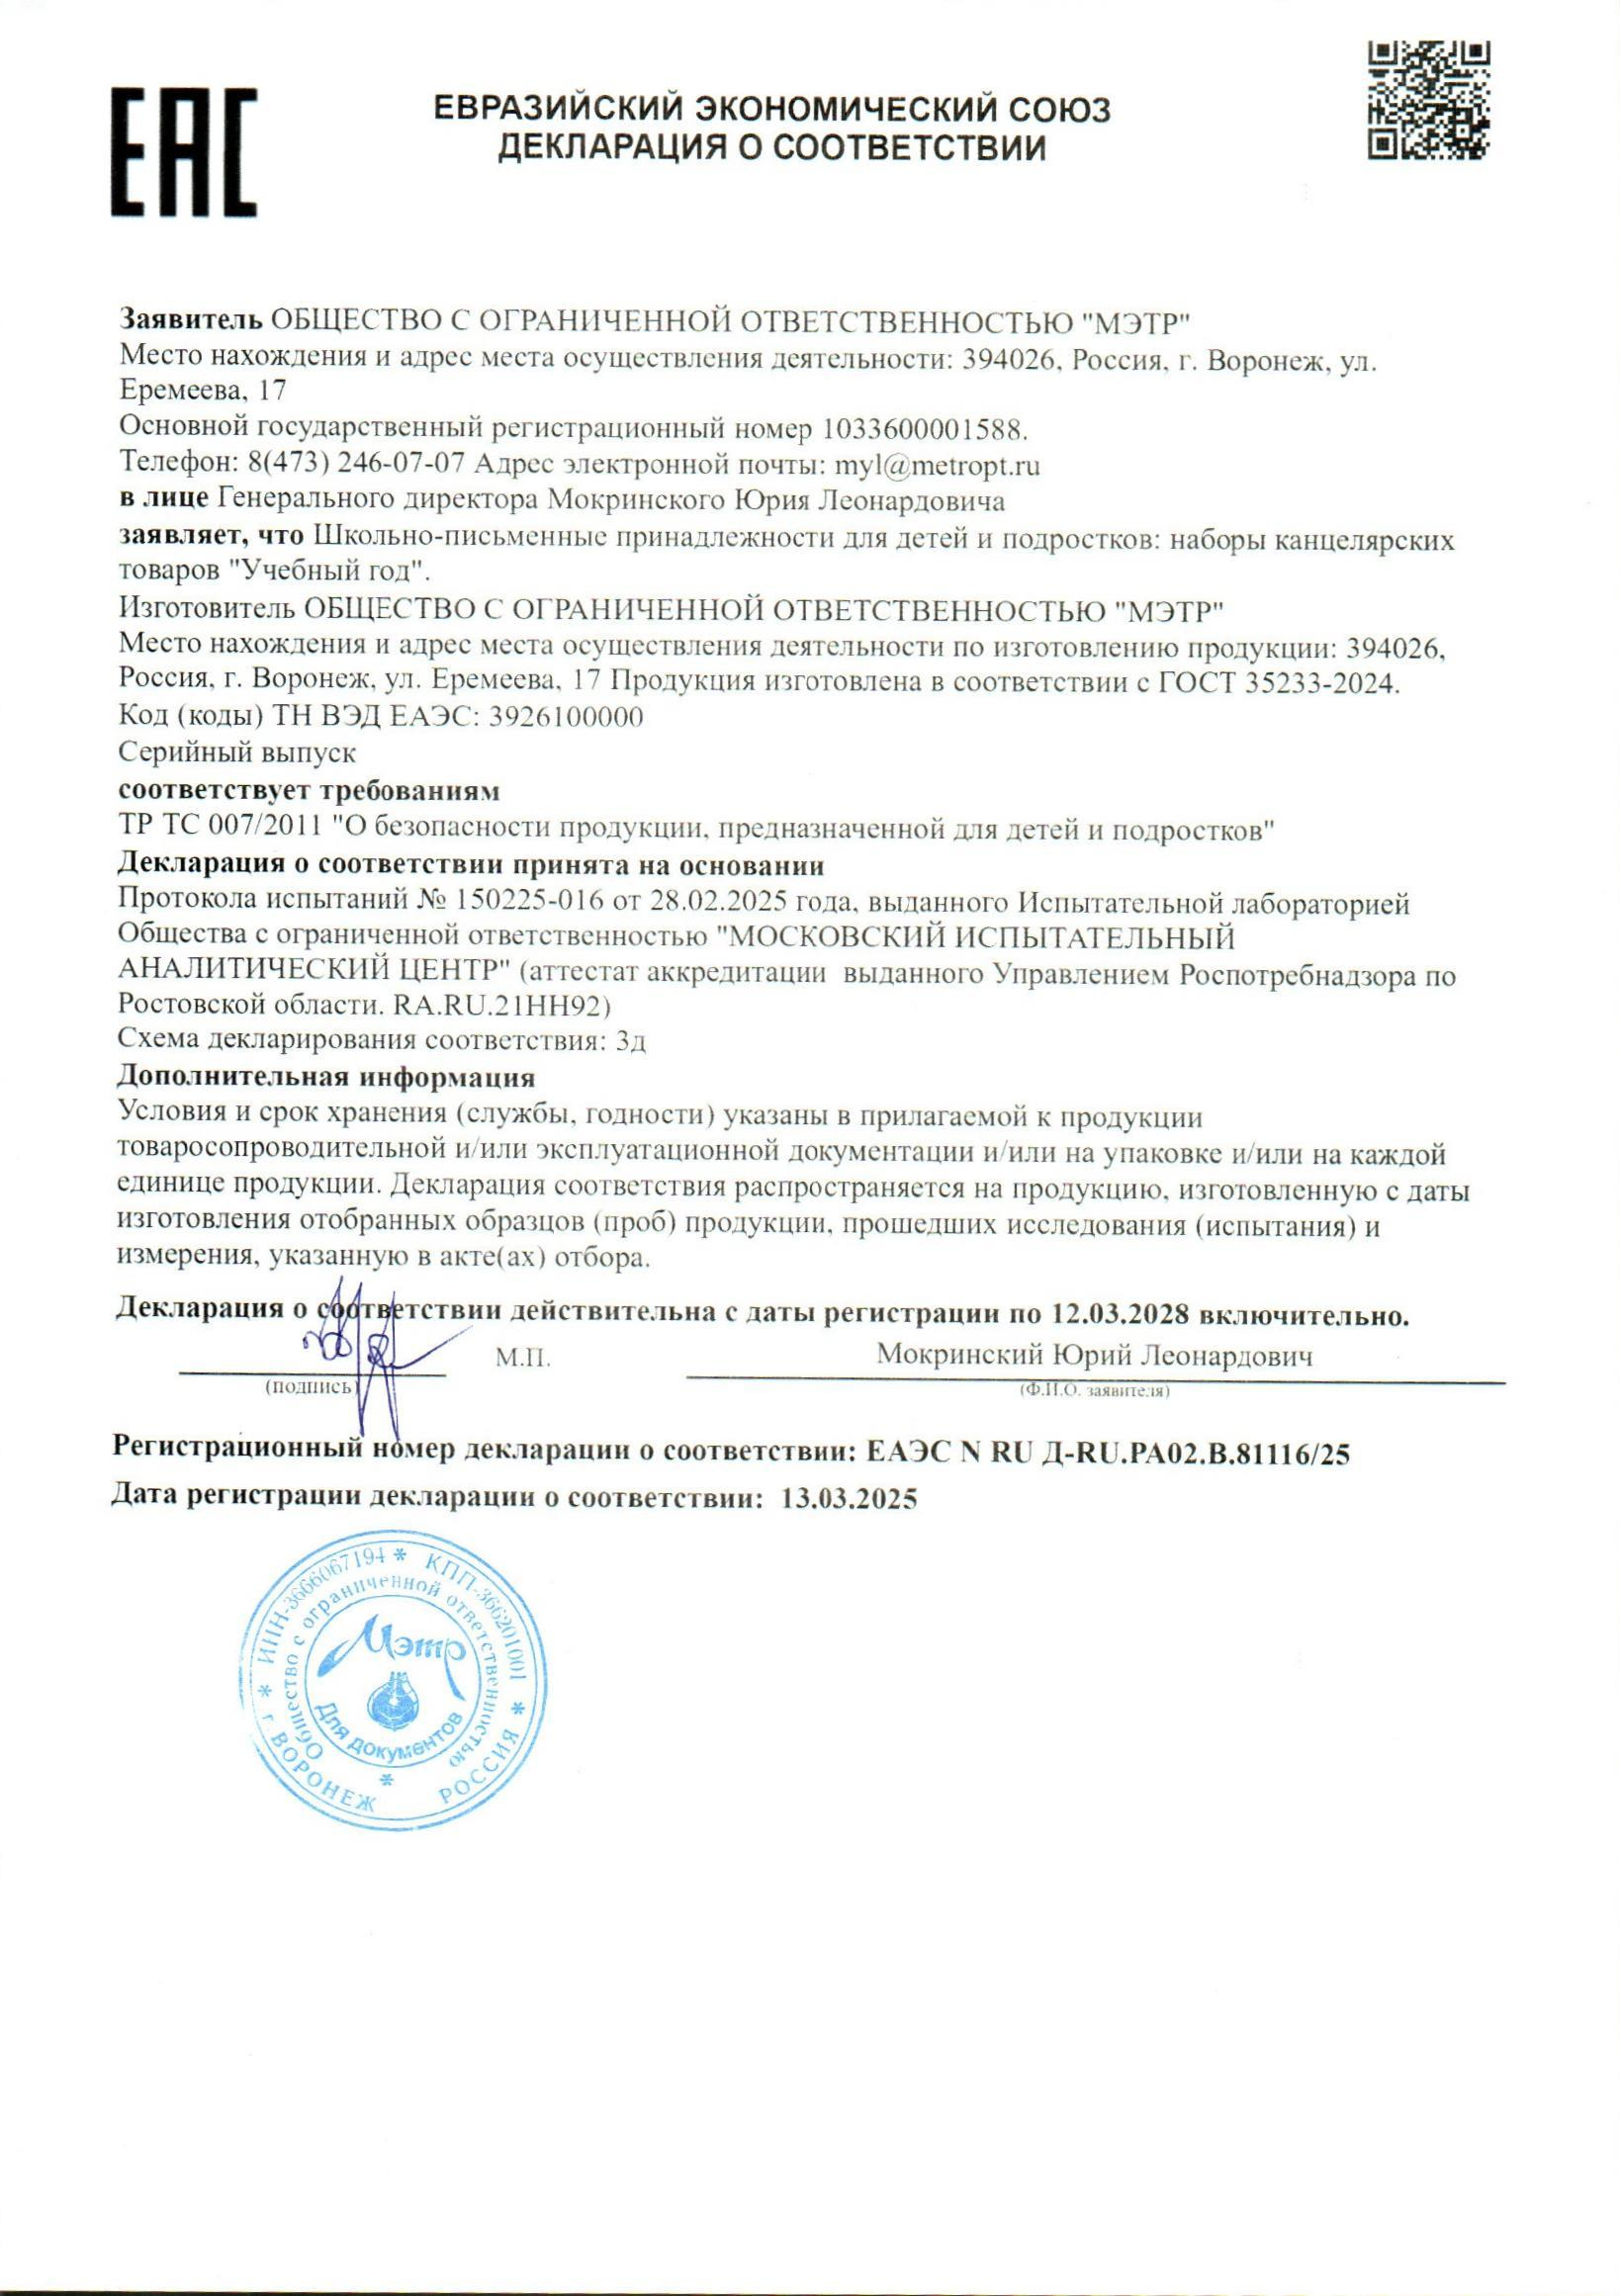 ЕАС
ЕВРАЗИЙСКИЙ ЭКОНОМИЧЕСКИЙ СОЮЗ
ДЕКЛАРАЦИЯ О СООТВЕТСТВИИ
Заявитель ОБЩЕСТВО С ОГРАНИЧЕННОЙ ОТВЕТСТВЕННОСТЬЮ "МЭТР"
Место нахождения и адрес места осуществления деятельности: 394026, Россия, г. Воронеж, ул.
Еремеева, 17
Основной государственный регистрационный номер 1033600001588.
Телефон: 8(473) 246-07-07 Адрес электронной почты: myl@metropt.ru
в лице Генерального директора Мокринского Юрия Леонардовича
заявляет, что Школьно-письменные принадлежности для детей и подростков: наборы канцелярских
товаров "Учебный год".
Изготовитель ОБЩЕСТВО С ОГРАНИЧЕННОЙ ОТВЕТСТВЕННОСТЬЮ "МЭТР"
Место нахождения и адрес места осуществления деятельности по изготовлению продукции: 394026,
Россия, г. Воронеж, ул. Еремеева, 17 Продукция изготовлена в соответствии с ГОСТ 35233-2024.
Код (коды) ТН ВЭД ЕАЭС: 3926100000
Серийный выпуск
соответствует требованиям
ТР ТС 007/2011 "О безопасности продукции, предназначенной для детей и подростков"
Декларация о соответствии принята на основании
Протокола испытаний № 150225-016 от 28.02.2025 года, выданного Испытательной лабораторией
Общества с ограниченной ответственностью "МОСКОВСКИЙ ИСПЫТАТЕЛЬНЫЙ
АНАЛИТИЧЕСКИЙ ЦЕНТР" (аттестат аккредитации выданного Управлением Роспотребнадзора по
Ростовской области. RA.RU.21НН92)
Схема декларирования соответствия: 3д
Дополнительная информация
Условия и срок хранения (службы, годности) указаны в прилагаемой к продукции
товаросопроводительной и/или эксплуатационной документации и/или на упаковке и/или на каждой
единице продукции. Декларация соответствия распространяется на продукцию, изготовленную с даты
изготовления отобранных образцов (проб) продукции, прошедших исследования (испытания) и
измерения, указанную в акте(ах) отбора.
Декларация о соответствии действительна с даты регистрации по 12.03.2028 включительно.
М.П.
Мокринский Юрий Леонардович
(подпись)
(Ф.И.О. заявителя)
Регистрационный номер декларации о соответствии: ЕАЭС N RU Д-RU.РА02.В.81116/25
Дата регистрации декларации о соответствии: 13.03.2025
* ИНН-3666067194 * КПП-366201001 *
г ВОРОНЕЖ РОССИЯ
Общество с ограниченной ответственностью *
Мэтр
Для документов